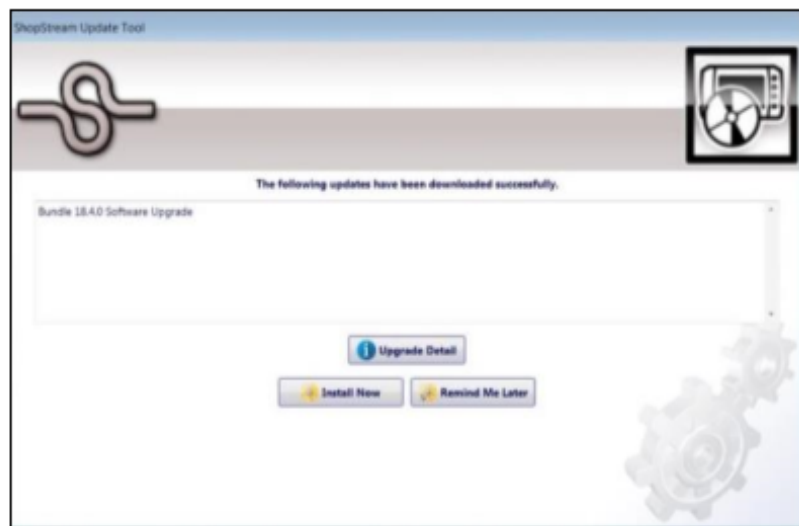 ShopStream Update Tool
The following updates have been downloaded successfully.
Bundle 18.4.0 Software Upgrade
Upgrade Detail
Install Now
Remind Me Later